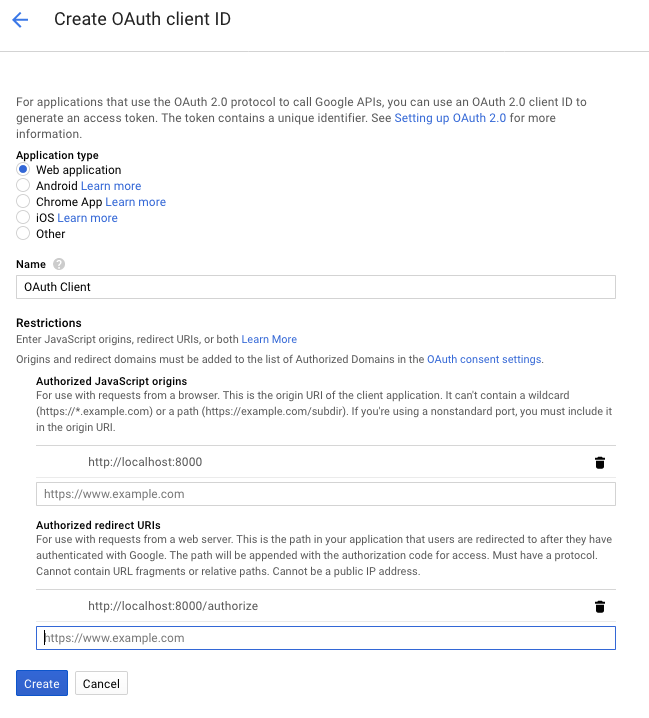 Create OAuth client ID
For applications that use the OAuth 2.0 protocol to call Google APIs, you can use an OAuth 2.0 client ID to
generate an access token. The token contains a unique identifier. See Setting up OAuth 2.0 for more
information.
Application type
Web application
Android Learn more
Chrome App Learn more
iOS Learn more
Other
Name ?
OAuth Client
Restrictions
Enter JavaScript origins, redirect URIs, or both Learn More
Origins and redirect domains must be added to the list of Authorized Domains in the OAuth consent settings.
Authorized JavaScript origins
For use with requests from a browser. This is the origin URI of the client application. It can't contain a wildcard
(https://*.example.com) or a path (https://example.com/subdir). If you're using a nonstandard port, you must include it
in the origin URI.
http://localhost:8000
https://www.example.com
Authorized redirect URIs
For use with requests from a web server. This is the path in your application that users are redirected to after they have
authenticated with Google. The path will be appended with the authorization code for access. Must have a protocol.
Cannot contain URL fragments or relative paths. Cannot be a public IP address.
http://localhost:8000/authorize
https://www.example.com
Create Cancel